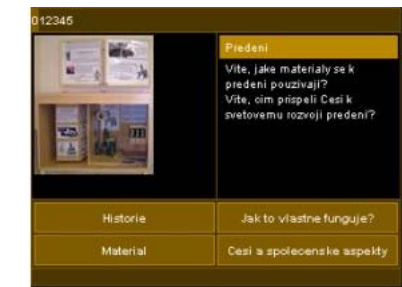 012345
Predeni
Vite, jake materialy se k
predeni pouzivaji?
Vite, cim prispeli Cesi k
svetovemu rozvoji predeni?
Historie
Jak to vlastne funguje?
Material
Cesi a spolecenske aspekty